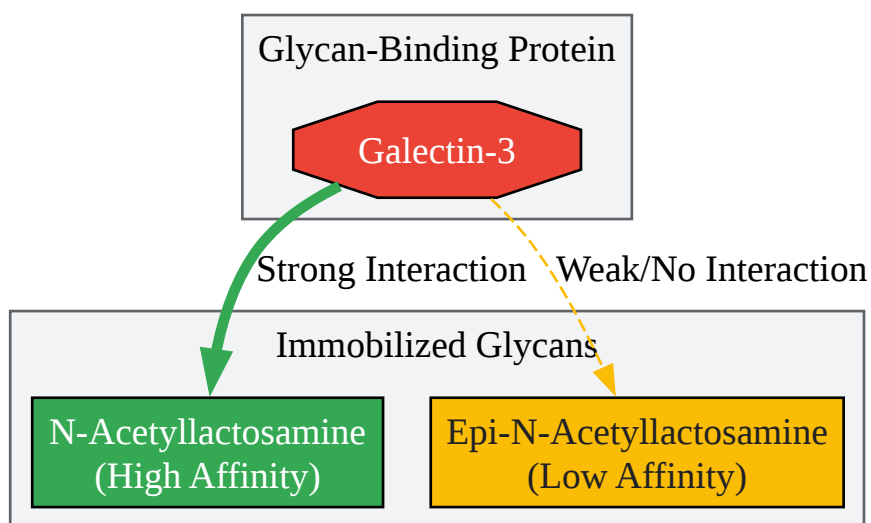 Glycan-Binding Protein
Galectin-3
Strong Interaction
Weak/No Interaction
Immobilized Glycans
N-Acetyllactosamine
(High Affinity)
Epi-N-Acetyllactosamine
(Low Affinity)